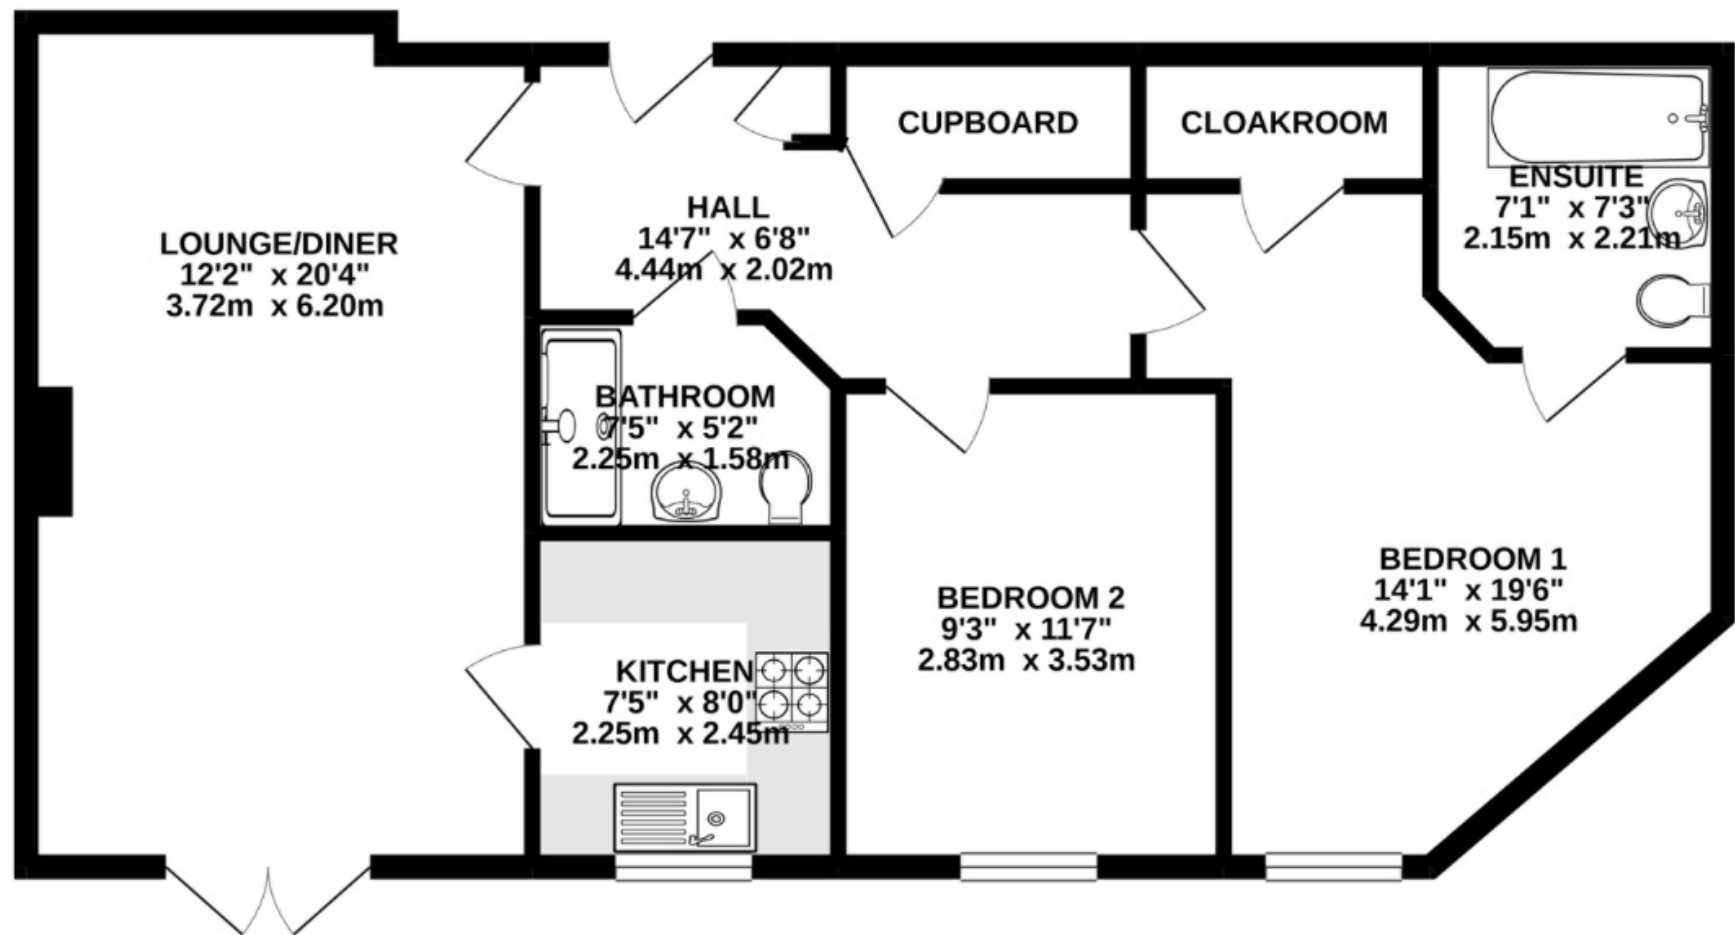 CUPBOARD
CLOAKROOM
ENSUITE
7'1" x 7'3"
2.15m x 2.21m
HALL
14'7" x 6'8"
4.44m x 2.02m
LOUNGE/DINER
12'2" x 20'4"
3.72m x 6.20m
BATHROOM
7'5" x 5'2"
2.25m x 1.58m
BEDROOM 1
14'1" x 19'6"
4.29m x 5.95m
BEDROOM 2
9'3" x 11'7"
2.83m x 3.53m
KITCHEN
7'5" x 8'0"
2.25m x 2.45m